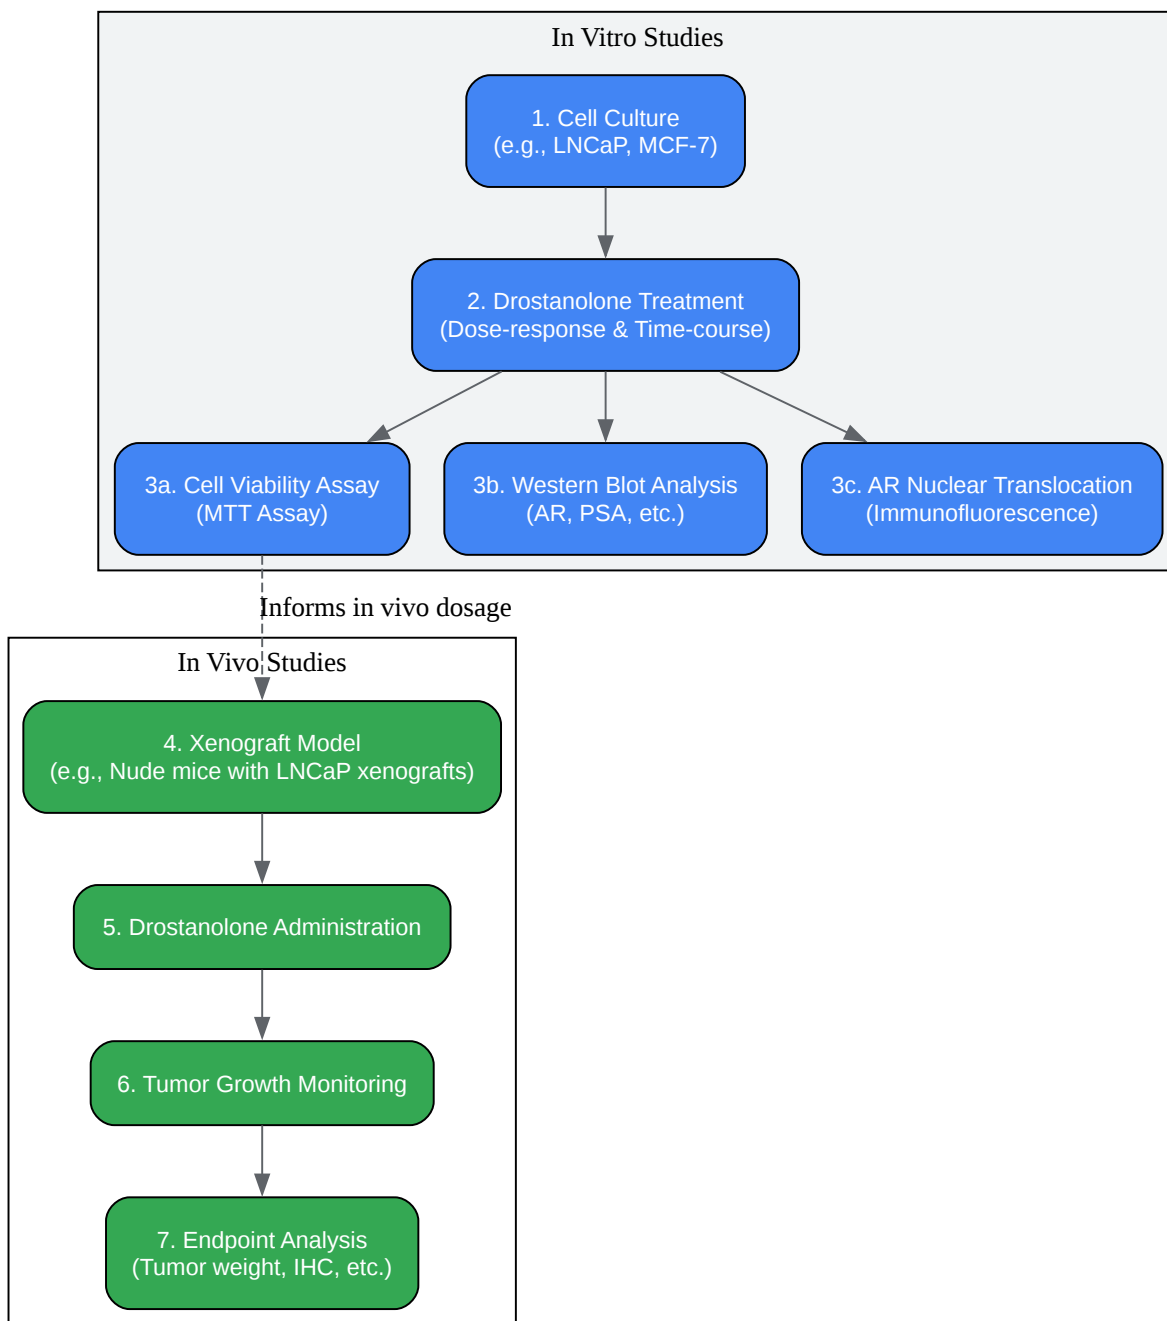 In Vitro Studies
1. Cell Culture
(e.g., LNCaP, MCF-7)
2. Drostanolone Treatment
(Dose-response & Time-course)
3a. Cell Viability Assay
(MTT Assay)
3b. Western Blot Analysis
(AR, PSA, etc.)
3c. AR Nuclear Translocation
(Immunofluorescence)
Informs in vivo dosage
In Vivo Studies
4. Xenograft Model
(e.g., Nude mice with LNCaP xenografts)
5. Drostanolone Administration
6. Tumor Growth Monitoring
7. Endpoint Analysis
(Tumor weight, IHC, etc.)